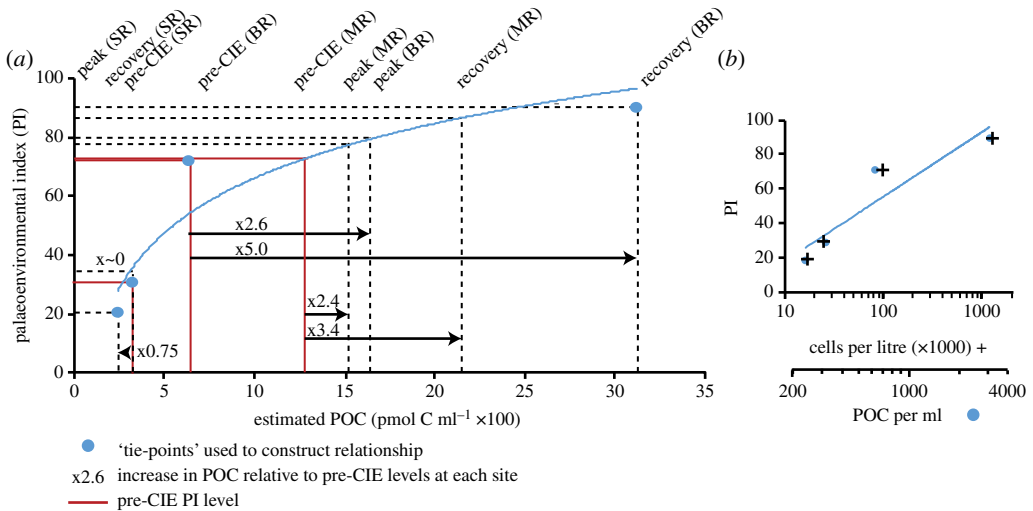 (a)
peak (SR)
recovery (SR)
pre-CIE (SR)
pre-CIE (BR)
pre-CIE (MR)
peak (MR)
peak (BR)
recovery (MR)
recovery (BR)
palaeoenvironmental index (PI)
100
80
60
40
20
0
x~0
x0.75
x2.6
x5.0
x2.4
x3.4
0 5 10 15 20 25 30 35
estimated POC (pmol C ml⁻¹ ×100)
‘tie-points’ used to construct relationship
x2.6 increase in POC relative to pre-CIE levels at each site
pre-CIE PI level
(b)
PI
100
80
60
40
20
0
10 100 1000
cells per litre (×1000) +
200 1000 4000
POC per ml